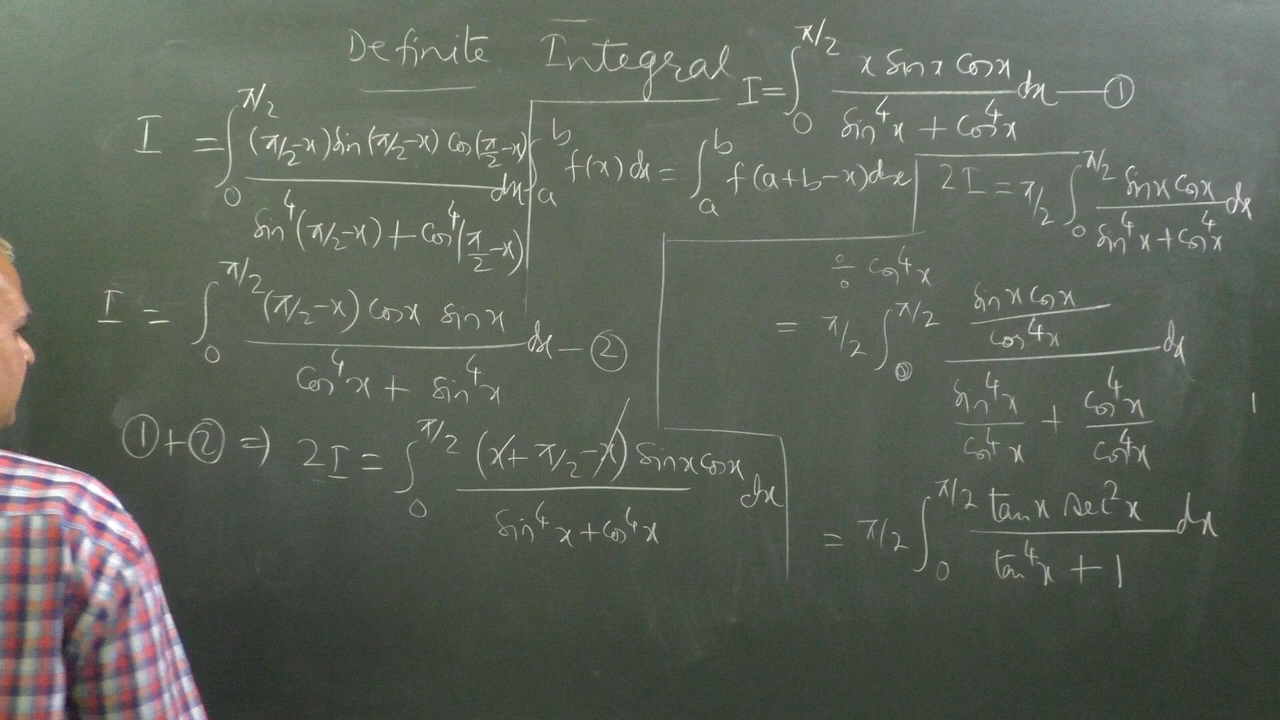 Definite Integral
I = ∫₀^{π/2} x sin x cos x / (sin⁴x + cos⁴x) dx — ①
∫ₐᵇ f(x) dx = ∫ₐᵇ f(a+b-x) dx
I = ∫₀^{π/2} (π/2-x) sin(π/2-x) cos(π/2-x) / (sin⁴(π/2-x) + cos⁴(π/2-x)) dx
I = ∫₀^{π/2} (π/2-x) cos x sin x / (cos⁴x + sin⁴x) dx — ②
①+② ⇒ 2I = ∫₀^{π/2} (x + π/2 - x) sin x cos x / (sin⁴x + cos⁴x) dx
2I = π/2 ∫₀^{π/2} sin x cos x / (sin⁴x + cos⁴x) dx
÷ cos⁴x
= π/2 ∫₀^{π/2} (sin x cos x / cos⁴x) / (sin⁴x / cos⁴x + cos⁴x / cos⁴x) dx
= π/2 ∫₀^{π/2} tan x sec²x / (tan⁴x + 1) dx